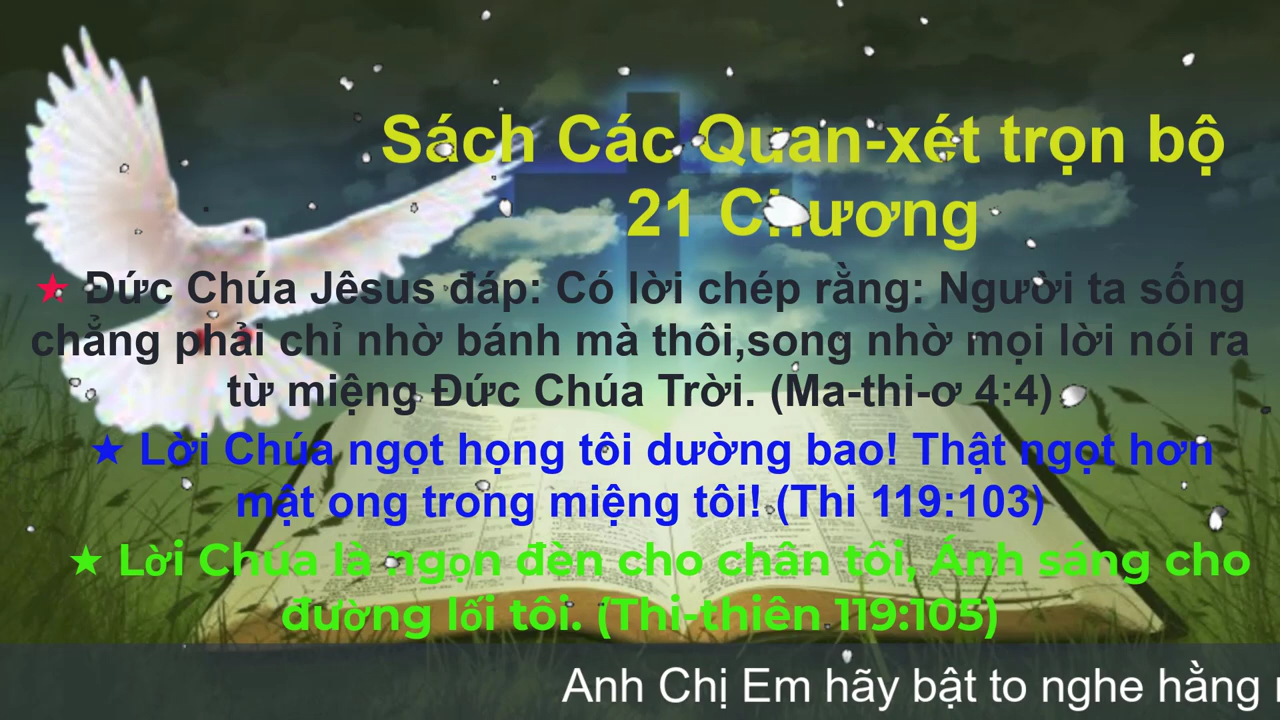 Sách Các Quan-xét trọn bộ
21 Chương
★ Đức Chúa Jêsus đáp: Có lời chép rằng: Người ta sống
chẳng phải chỉ nhờ bánh mà thôi,song nhờ mọi lời nói ra
từ miệng Đức Chúa Trời. (Ma-thi-ơ 4:4)
★ Lời Chúa ngọt họng tôi dường bao! Thật ngọt hơn
mật ong trong miệng tôi! (Thi 119:103)
★ Lời Chúa là ngọn đèn cho chân tôi, Ánh sáng cho
đường lối tôi. (Thi-thiên 119:105)
Anh Chị Em hãy bật to nghe hằng